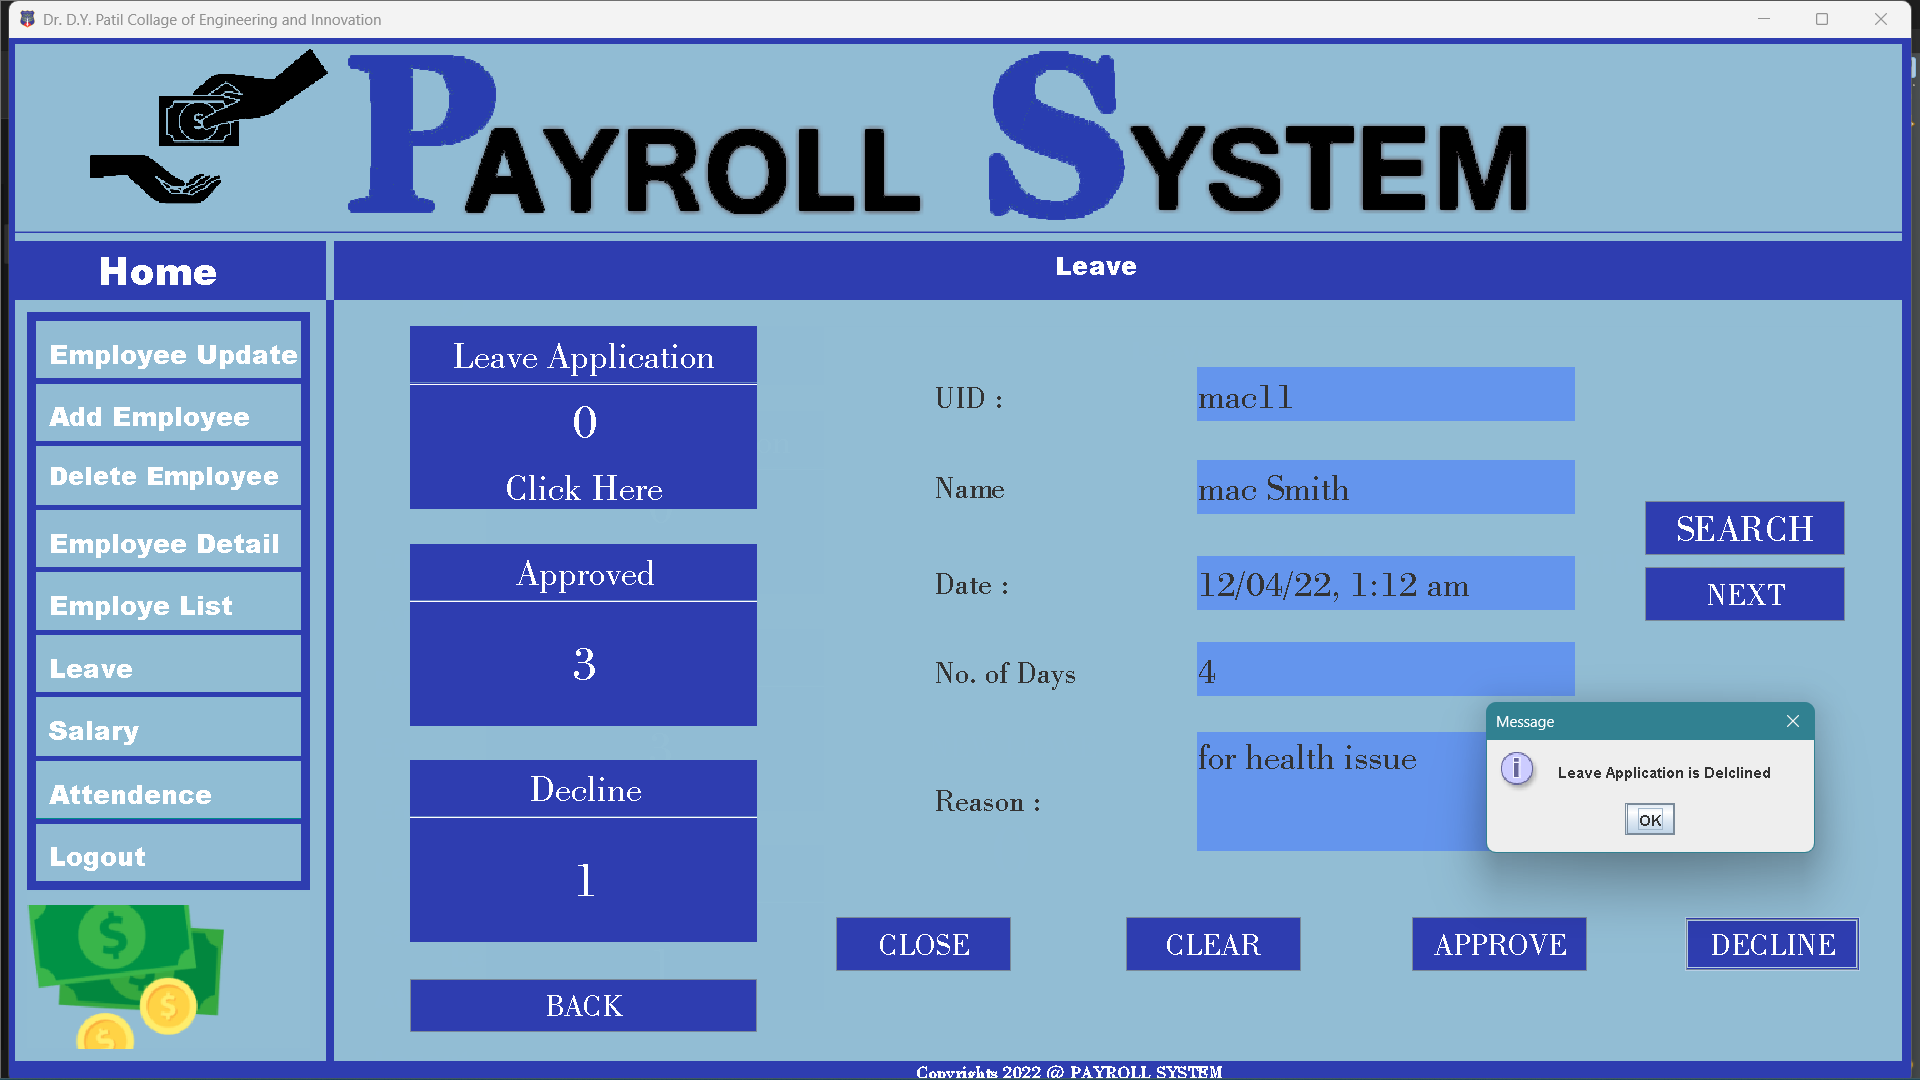 Dr. D.Y. Patil Collage of Engineering and Innovation
PAYROLL SYSTEM
Home
Leave
Employee Update
Add Employee
Delete Employee
Employee Detail
Employe List
Leave
Salary
Attendence
Logout
Leave Application
0
Click Here
Approved
3
Decline
1
BACK
UID :
mac11
Name
mac Smith
Date :
12/04/22, 1:12 am
No. of Days
4
Reason :
for health issue
SEARCH
NEXT
Message
Leave Application is Delclined
OK
CLOSE
CLEAR
APPROVE
DECLINE
Copyrights 2022 @ PAYROLL SYSTEM